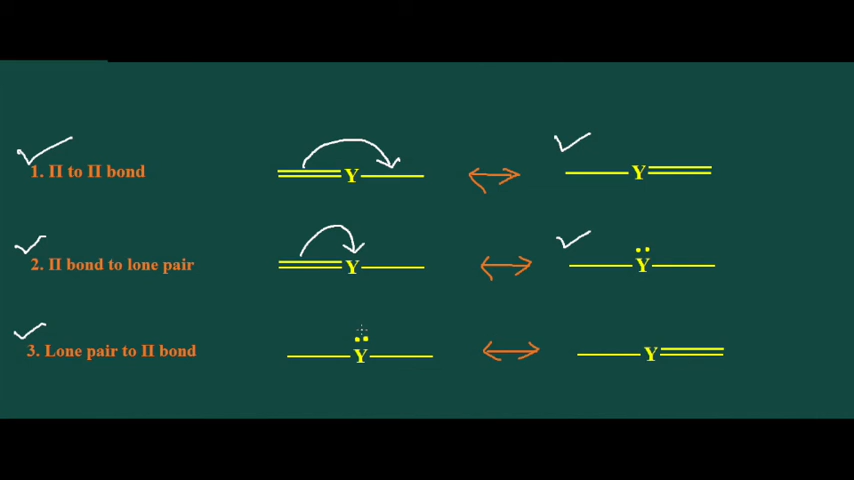 1. Π to Π bond Y Y
2. Π bond to lone pair Y Y
3. Lone pair to Π bond Y Y